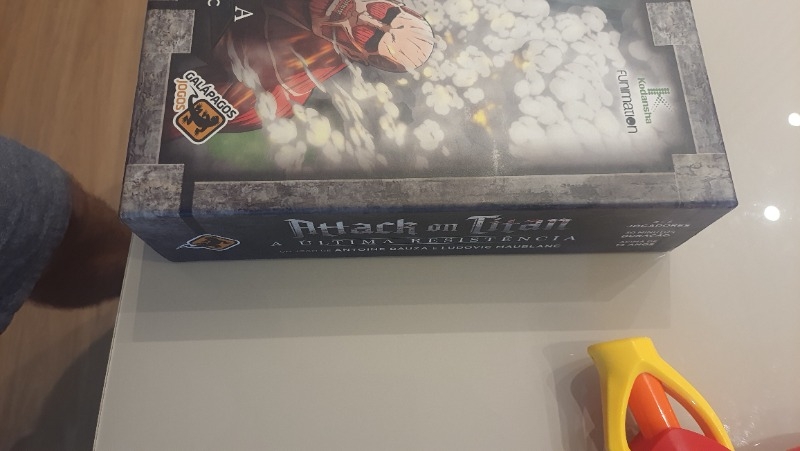 A
C
GALÁPAGOS
JOGOS
Kodansha
FUNIMATION
Attack on Titan
A ÚLTIMA RESISTÊNCIA
ANTOINE BAUZA E LUDOVIC MAUBLANC
JOGADORES